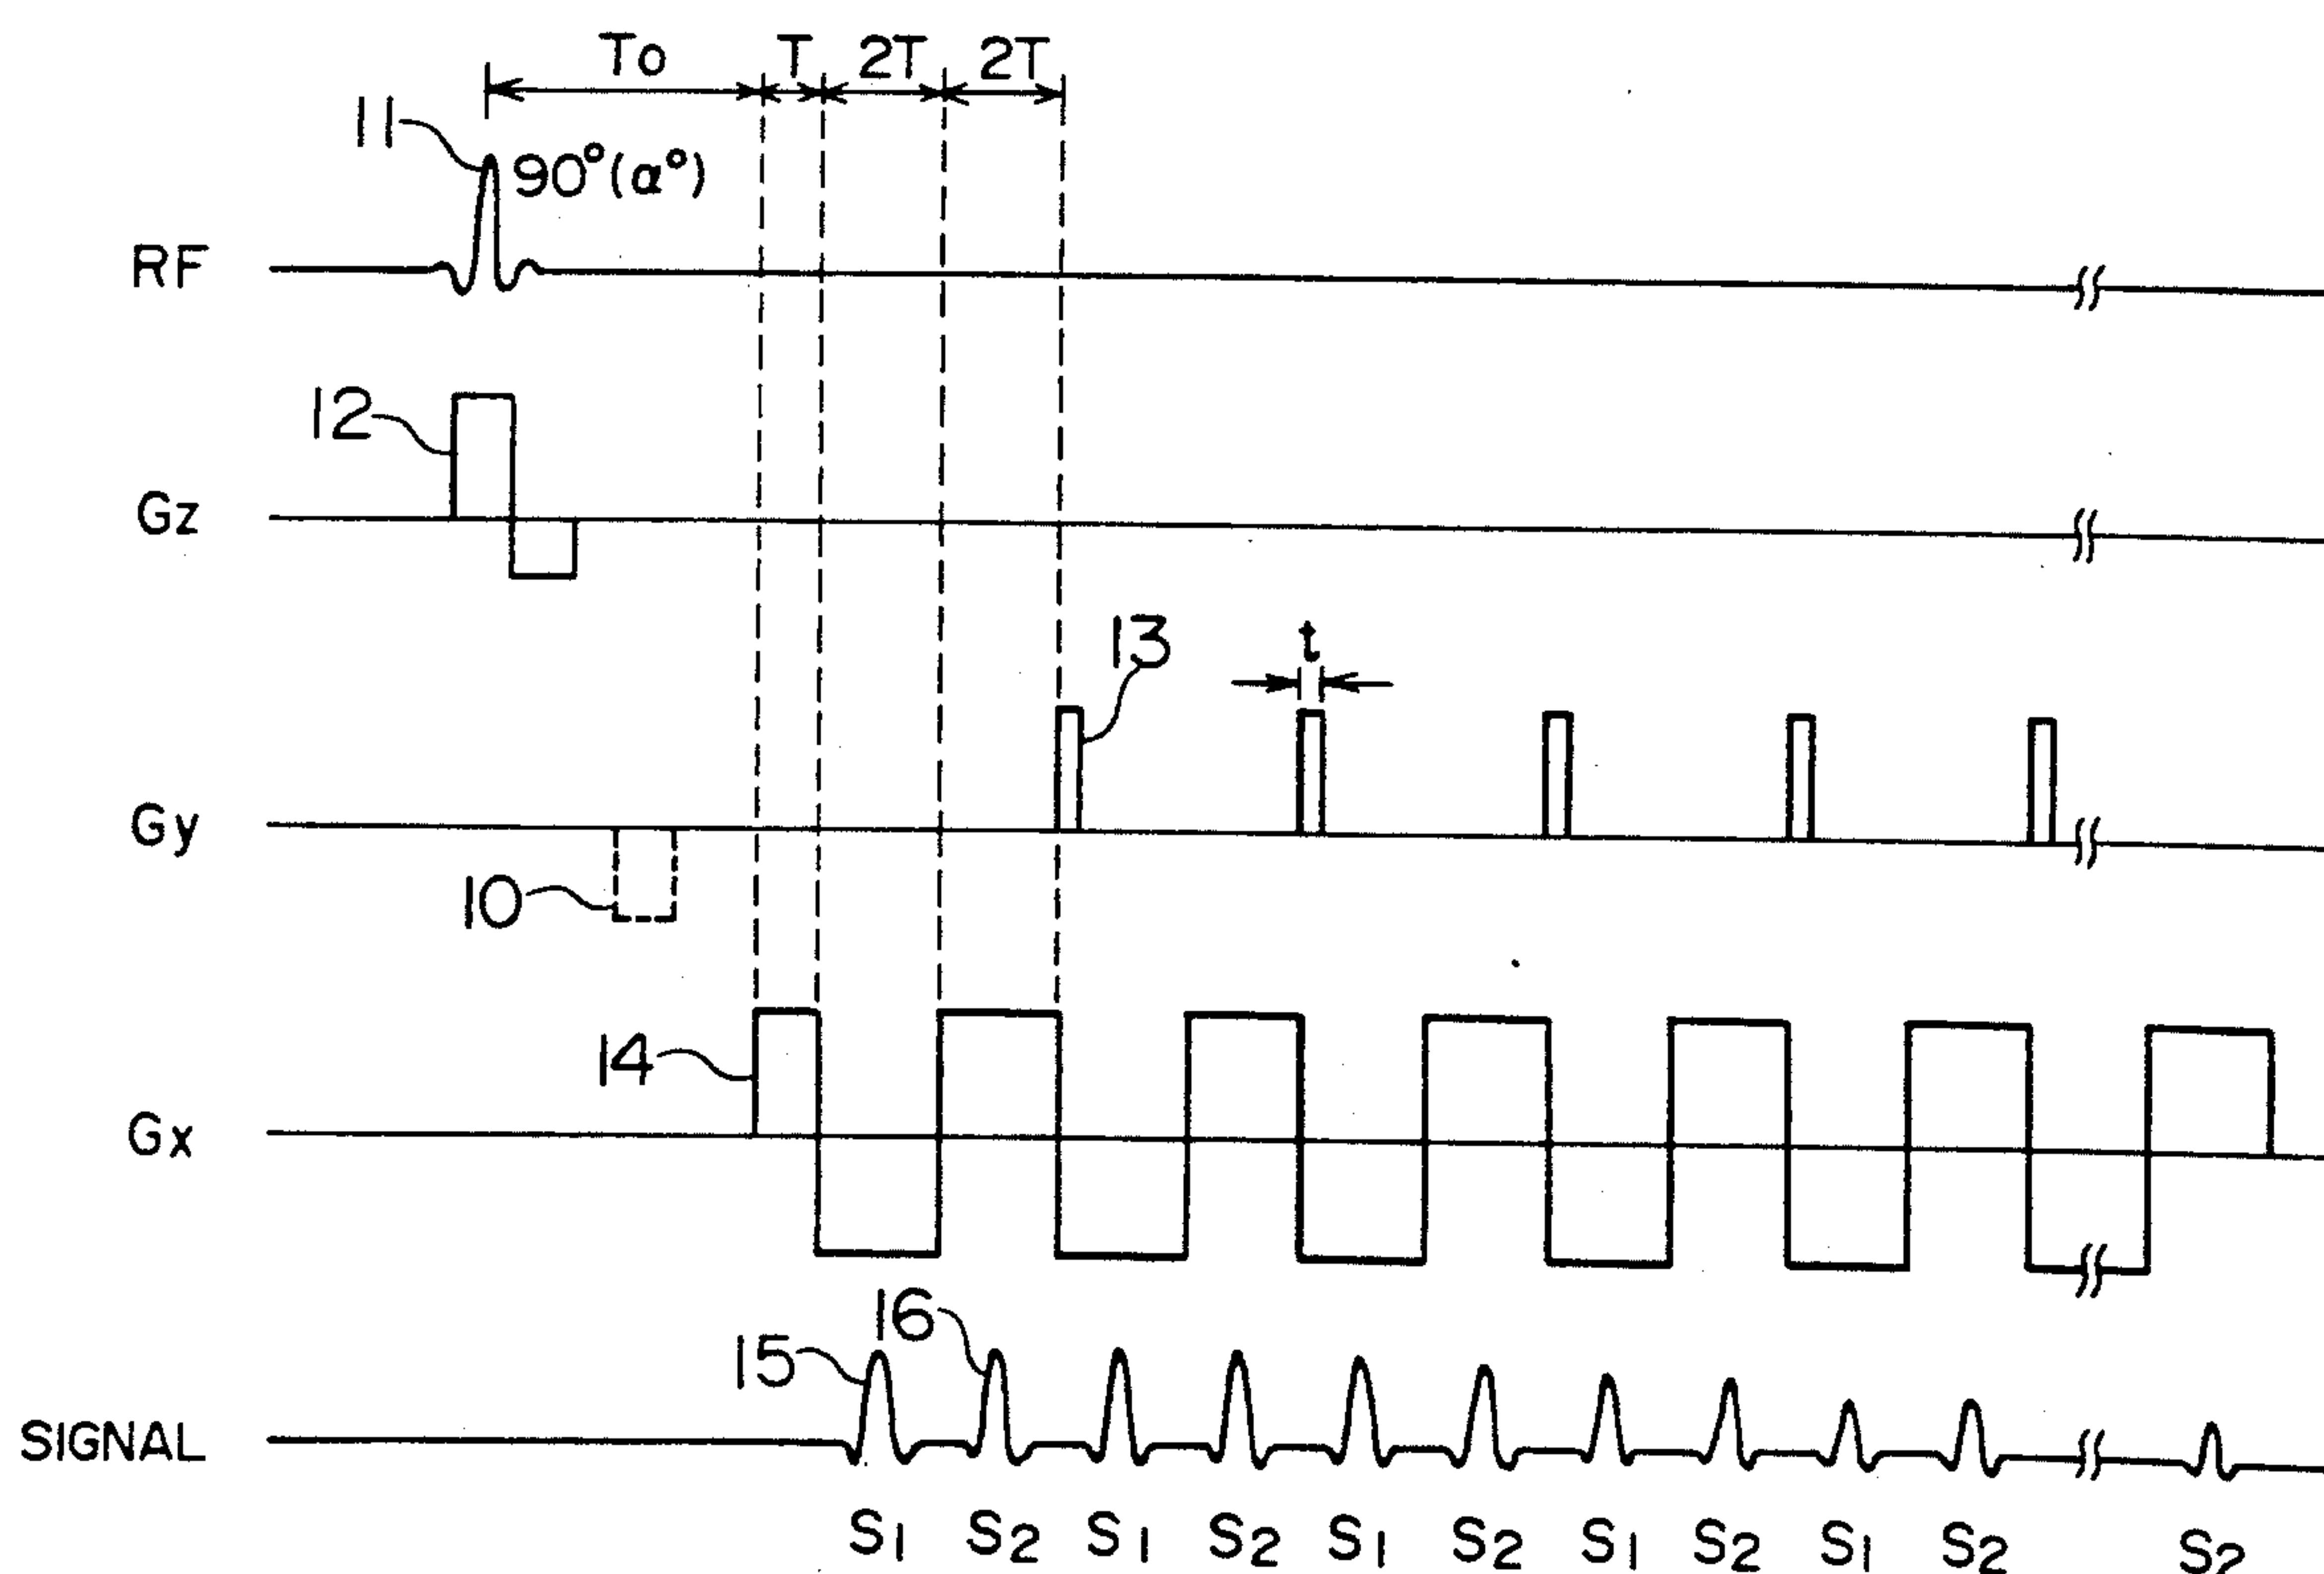 To T 2T 2T
11 90°(α°)
RF
12
Gz
13 t
Gy
10
14
Gx
15 16
SIGNAL
S1 S2 S1 S2 S1 S2 S1 S2 S1 S2 S2